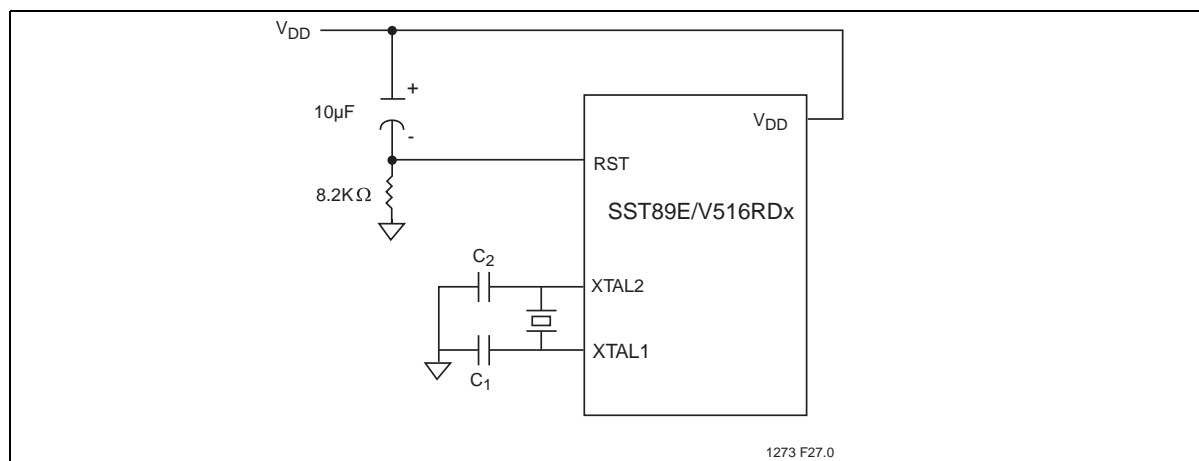 VDD
+
10µF
-
8.2KΩ
VDD
RST
SST89E/V516RDx
C2
XTAL2
XTAL1
C1
1273 F27.0